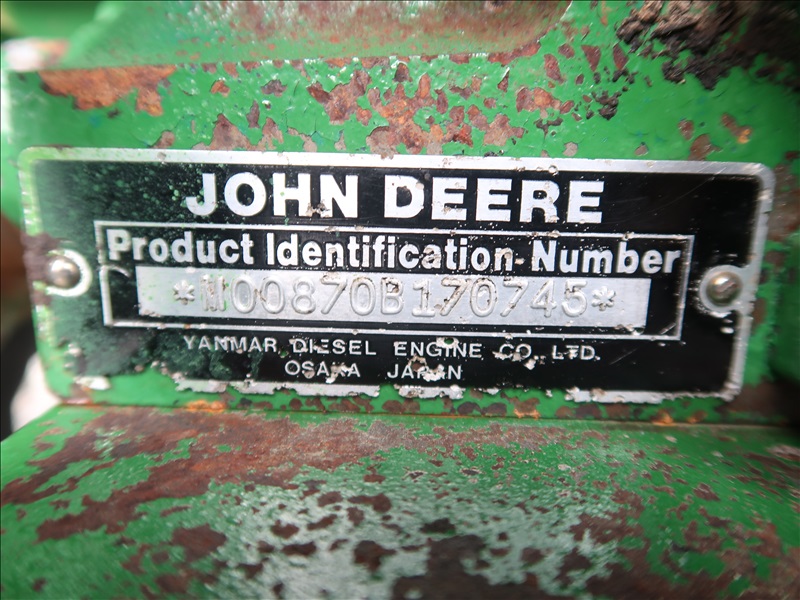 JOHN DEERE
Product Identification Number
*M00870B170745*
YANMAR DIESEL ENGINE CO., LTD.
OSAKA JAPAN